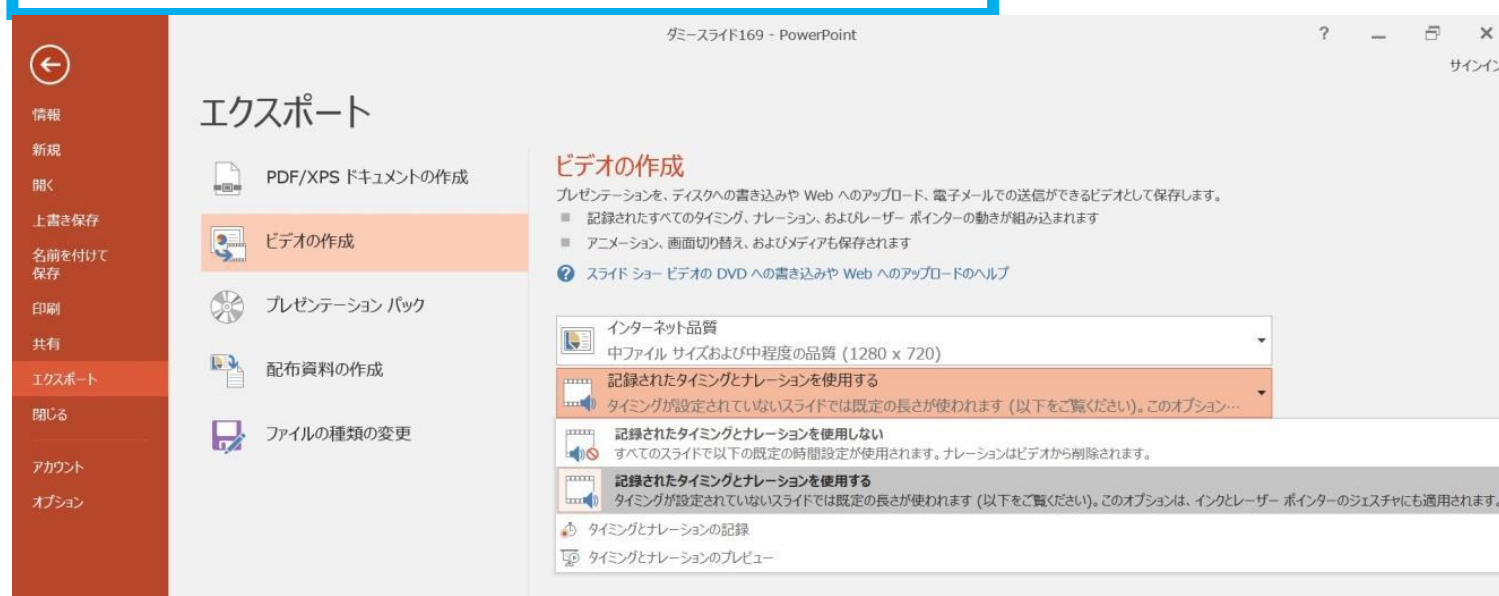 ダミースライド169 - PowerPoint
?
サインイン
情報
新規
開く
上書き保存
名前を付けて
保存
印刷
共有
エクスポート
閉じる
アカウント
オプション
エクスポート
PDF/XPS ドキュメントの作成
ビデオの作成
プレゼンテーション パック
配布資料の作成
ファイルの種類の変更
ビデオの作成
プレゼンテーションを、ディスクへの書き込みや Web へのアップロード、電子メールでの送信ができるビデオとして保存します。
記録されたすべてのタイミング、ナレーション、およびレーザー ポインターの動きが組み込まれます
アニメーション、画面切り替え、およびメディアも保存されます
スライド ショー ビデオの DVD への書き込みや Web へのアップロードのヘルプ
インターネット品質
中ファイル サイズおよび中程度の品質 (1280 x 720)
記録されたタイミングとナレーションを使用する
タイミングが設定されていないスライドでは既定の長さが使われます (以下をご覧ください)。このオプション…
記録されたタイミングとナレーションを使用しない
すべてのスライドで以下の既定の時間設定が使用されます。ナレーションはビデオから削除されます。
記録されたタイミングとナレーションを使用する
タイミングが設定されていないスライドでは既定の長さが使われます (以下をご覧ください)。このオプションは、インクとレーザー ポインターのジェスチャにも適用されます。
タイミングとナレーションの記録
タイミングとナレーションのプレビュー